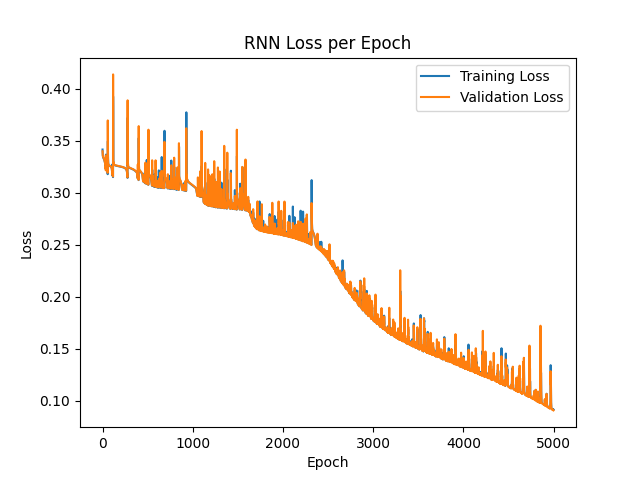 RNN Loss per Epoch
Training Loss
Validation Loss
0.40
0.35
0.30
0.25
0.20
0.15
0.10
Loss
0
1000
2000
3000
4000
5000
Epoch